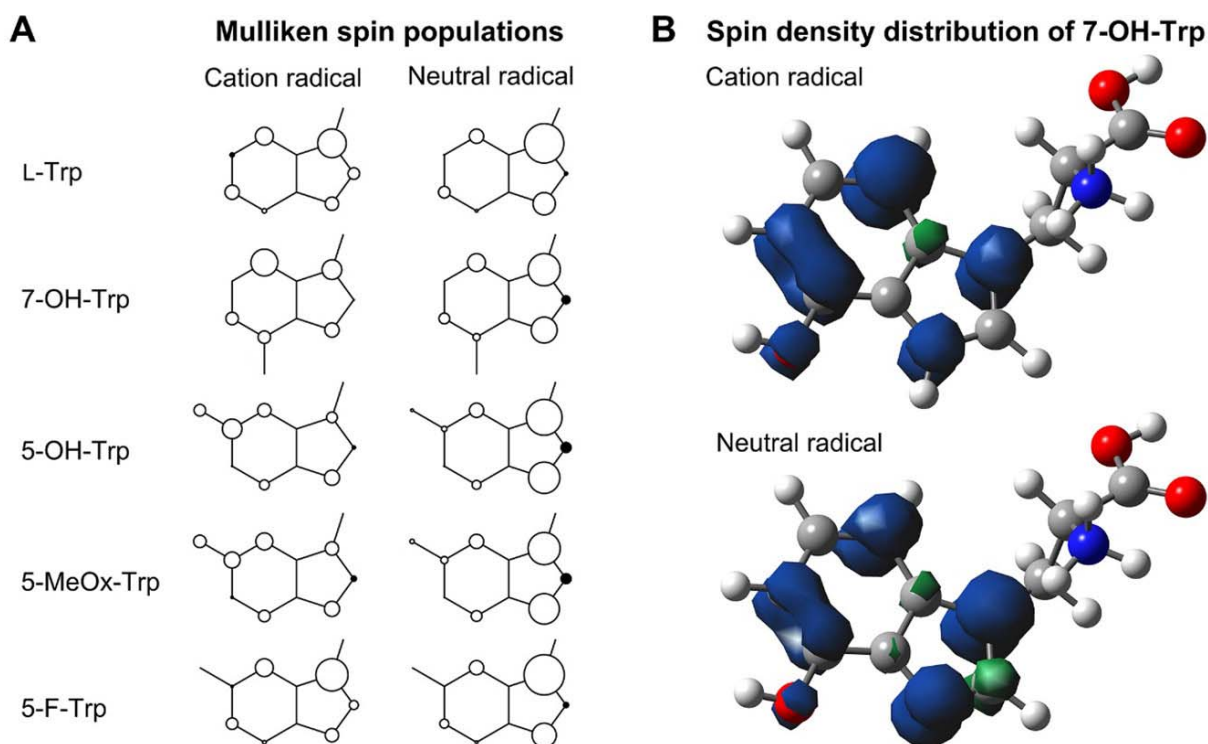 A Mulliken spin populations
Cation radical Neutral radical
L-Trp
7-OH-Trp
5-OH-Trp
5-MeOx-Trp
5-F-Trp
B Spin density distribution of 7-OH-Trp
Cation radical
Neutral radical